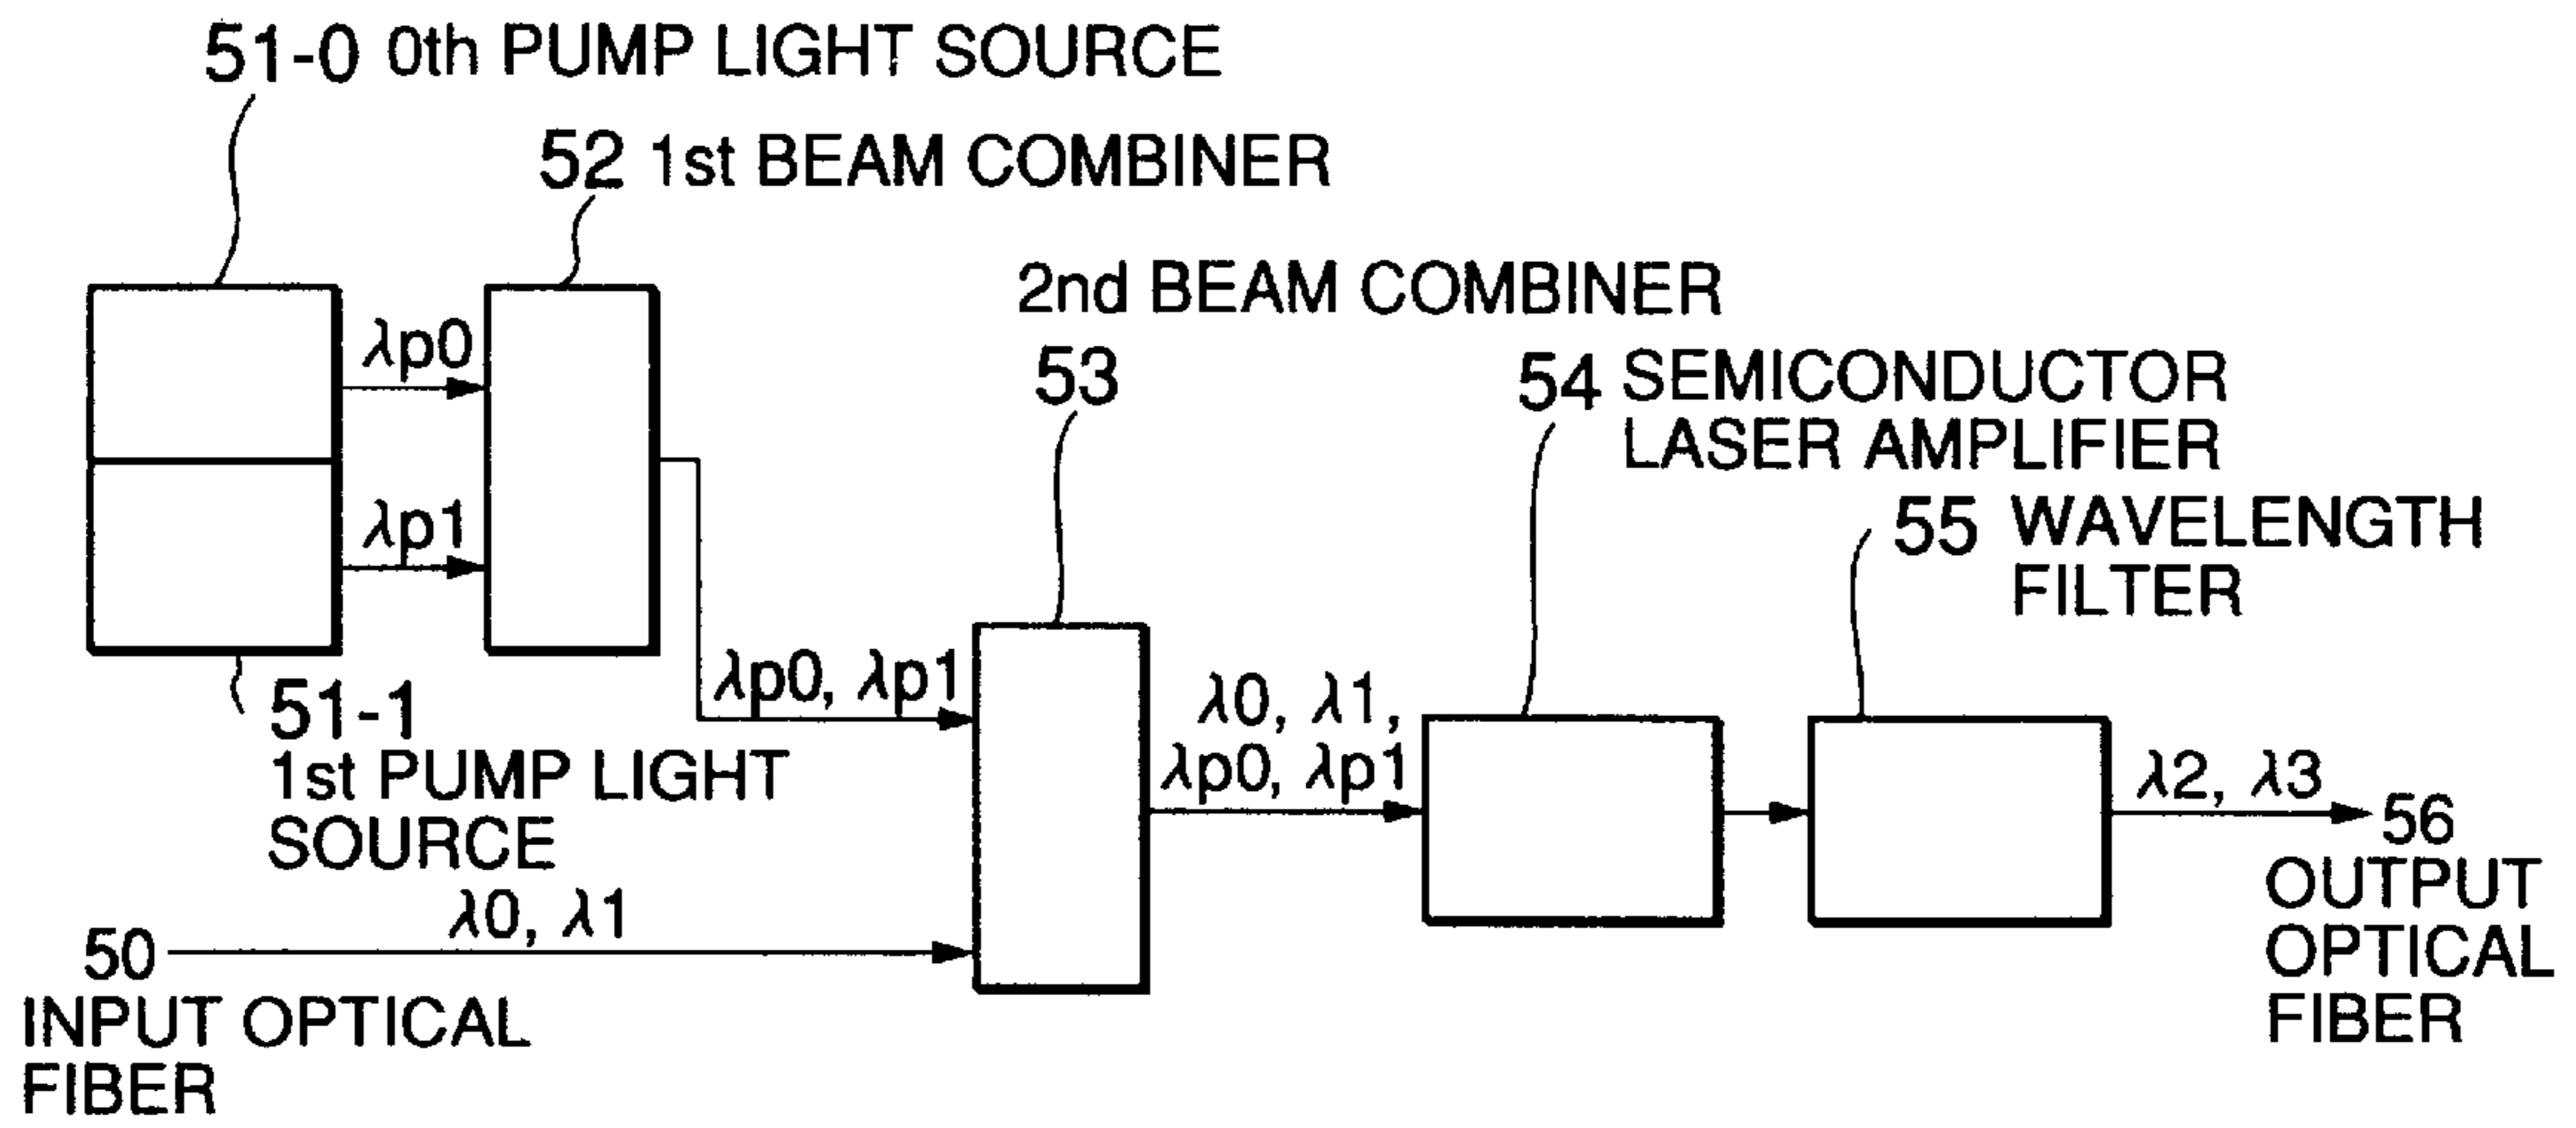 51-0 0th PUMP LIGHT SOURCE
52 1st BEAM COMBINER
2nd BEAM COMBINER
53
λp0
54 SEMICONDUCTOR
LASER AMPLIFIER
λp1
55 WAVELENGTH
FILTER
λp0, λp1
51-1
1st PUMP LIGHT
SOURCE
λ0, λ1,
λp0, λp1
λ2, λ3
56
OUTPUT
OPTICAL
FIBER
λ0, λ1
50
INPUT OPTICAL
FIBER